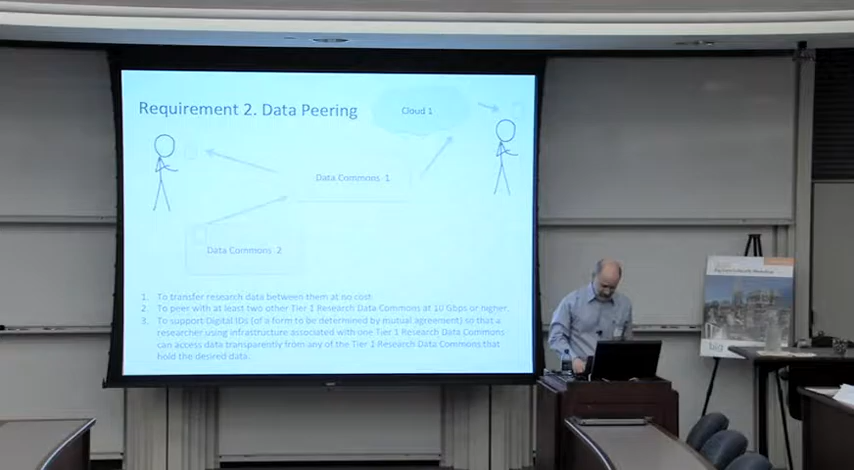 Requirement 2. Data Peering
Cloud 1
Data Commons 1
Data Commons 2
1. To transfer research data between them at no cost.
2. To peer with at least two other Tier 1 Research Data Commons at 10 Gbps or higher.
3. To support Digital IDs (of a form to be determined by mutual agreement) so that a
researcher using infrastructure associated with one Tier 1 Research Data Commons
can access data transparently from any of the Tier 1 Research Data Commons that
hold the desired data.
big